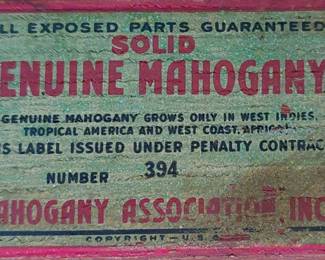 LL EXPOSED PARTS GUARANTEED
SOLID
ENUINE MAHOGANY
GENUINE MAHOGANY GROWS ONLY IN WEST INDIES,
TROPICAL AMERICA AND WEST COAST, AFRICA
IS LABEL ISSUED UNDER PENALTY CONTRAC
NUMBER 394
AHOGANY ASSOCIATION, INC
COPYRIGHT-U.S.A.